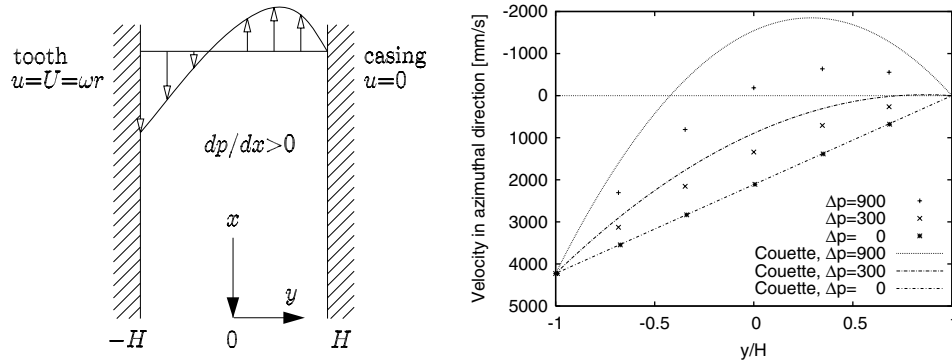 tooth
u=U=ωr
casing
u=0
dp/dx>0
x
y
−H
0
H
Velocity in azimuthal direction [mm/s]
-2000
-1000
0
1000
2000
3000
4000
5000
Δp=900
Δp=300
Δp= 0
Couette, Δp=900
Couette, Δp=300
Couette, Δp= 0
-1
-0.5
0
0.5
1
y/H